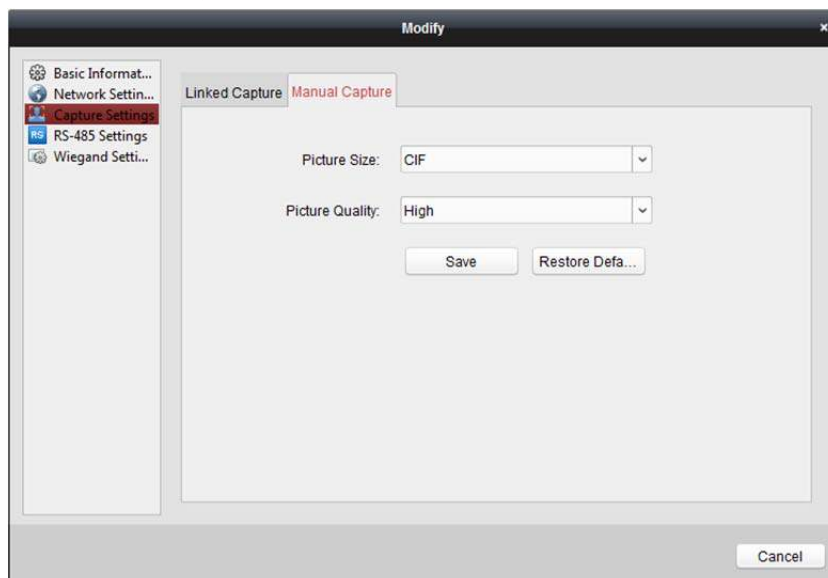 Modify
×
Basic Informat...
Network Settin...
Capture Settings
RS RS-485 Settings
Wiegand Setti...
Linked Capture Manual Capture
Picture Size: CIF
Picture Quality: High
Save Restore Defa...
Cancel